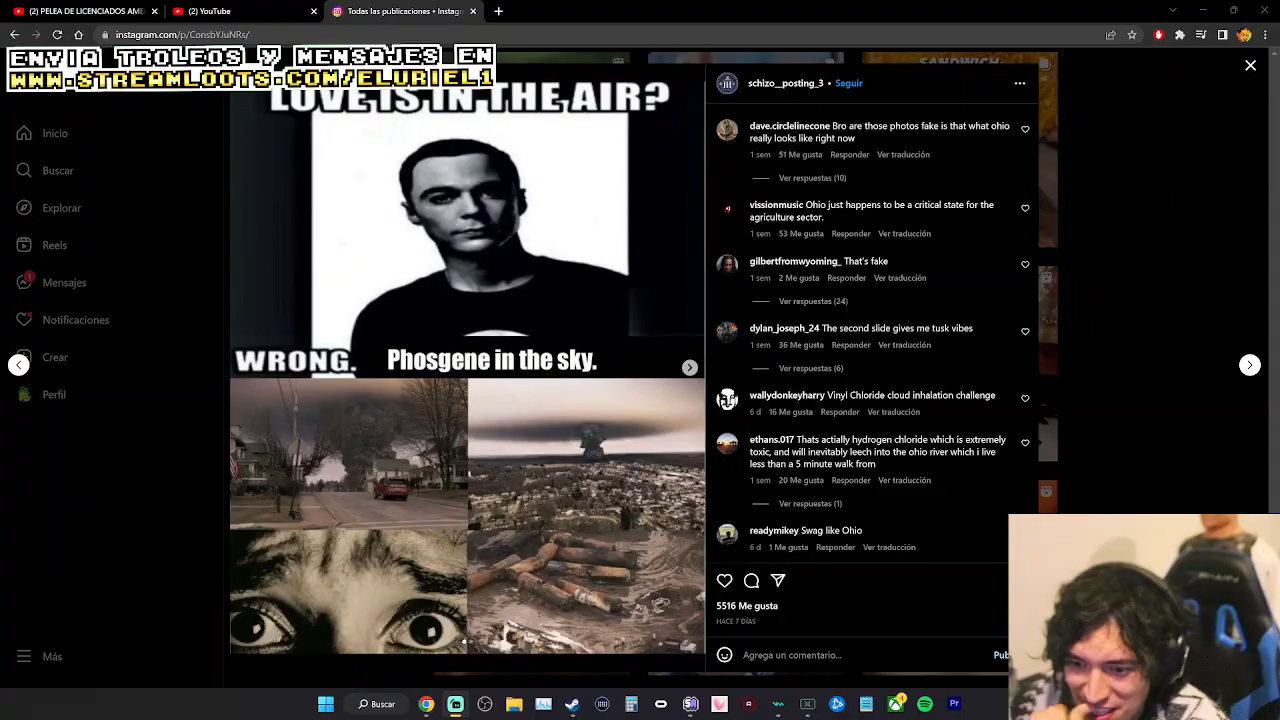 (2) PELEA DE LICENCIADOS AME
(2) YouTube
Todas las publicaciones • Instagr
instagram.com/p/ConsbYJuNRs/
ENVIA TROLEOS Y MENSAJES EN
WWW.STREAMLOOTS.COM/ELURIEL1
Inicio
Buscar
Explorar
Reels
1
Mensajes
Notificaciones
Crear
Perfil
Más
LOVE IS IN THE AIR?
WRONG.
Phosgene in the sky.
SANDWICH
schizo__posting_3 • Seguir
dave.circlelinecone Bro are those photos fake is that what ohio
really looks like right now
1 sem 51 Me gusta Responder Ver traducción
Ver respuestas (10)
vissionmusic Ohio just happens to be a critical state for the
agriculture sector.
1 sem 53 Me gusta Responder Ver traducción
gilbertfromwyoming_ That's fake
1 sem 2 Me gusta Responder Ver traducción
Ver respuestas (24)
dylan_joseph_24 The second slide gives me tusk vibes
1 sem 36 Me gusta Responder Ver traducción
Ver respuestas (6)
wallydonkeyharry Vinyl Chloride cloud inhalation challenge
6 d 16 Me gusta Responder Ver traducción
ethans.017 Thats actially hydrogen chloride which is extremely
toxic, and will inevitably leech into the ohio river which i live
less than a 5 minute walk from
1 sem 20 Me gusta Responder Ver traducción
Ver respuestas (1)
readymikey Swag like Ohio
6 d 1 Me gusta Responder Ver traducción
5516 Me gusta
HACE 7 DÍAS
Agrega un comentario...
Pub
Buscar